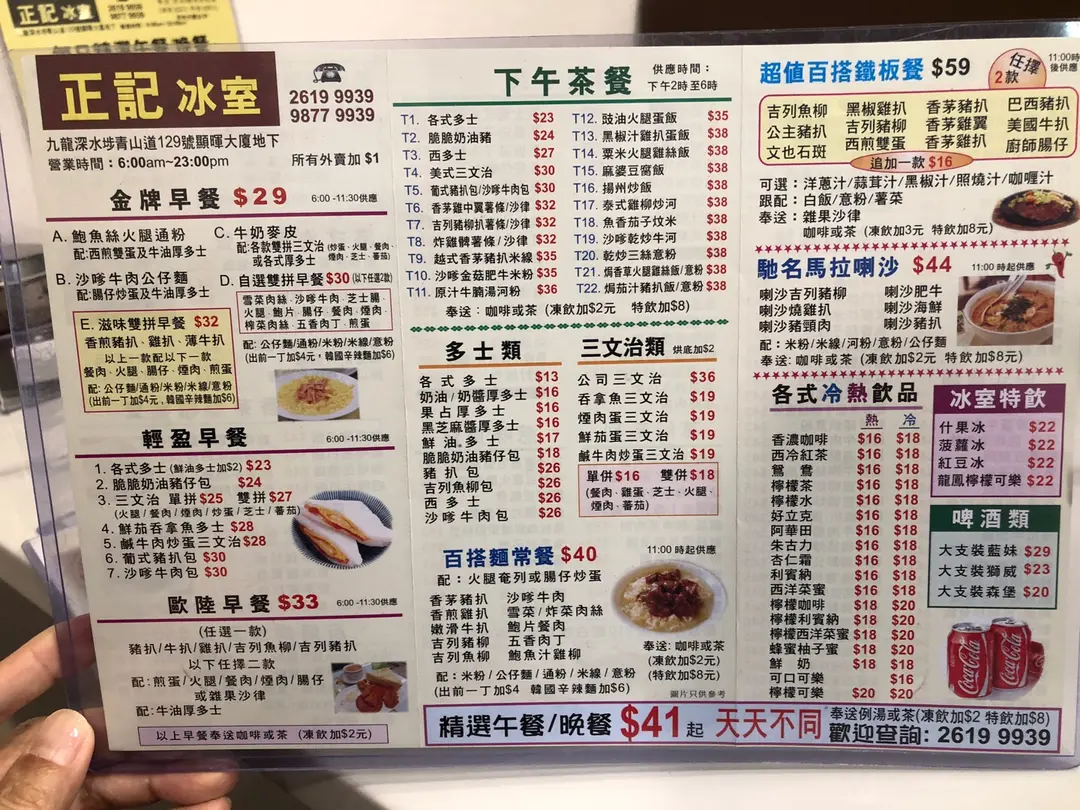 正記冰室
2619 9939
9877 9939
正記 冰室
2619 9939
9877 9939
九龍深水埗青山道129號顯暉大廈地下
營業時間：6:00am~23:00pm
所有外賣加 $1
金牌早餐 $29 6:00 -11:30供應
A. 鮑魚絲火腿通粉
配:西煎雙蛋及牛油厚多士
B. 沙嗲牛肉公仔麵
配:腸仔炒蛋及牛油厚多士
C. 牛奶麥皮
配:各款雙拼三文治 (炒蛋、火腿、餐肉、煙肉、芝士、蕃茄)
或各式厚多士
D. 自選雙拼早餐$30 (以下任選2款)
雪菜肉絲、沙嗲牛肉、芝士腸、
火腿、鮑片、腸仔、餐肉、煙肉、
榨菜肉絲、五香肉丁、煎蛋
配: 公仔麵/通粉/米粉/米線/意粉
(出前一丁加4元，韓國辛辣麵加$6)
E. 滋味雙拼早餐 $32
香煎豬扒、雞扒、薄牛扒
以上一款配以下一款
餐肉、火腿、腸仔、煙肉、煎蛋
配: 公仔麵/通粉/米粉/米線/意粉
(出前一丁加4元,韓國辛辣麵加$6)
輕盈早餐 6:00 -11:30供應
1. 各式多士 (鮮油多士加$2) $23
2. 脆脆奶油豬仔包 $24
3. 三文治 單拼$25 雙拼$27
(火腿 / 餐肉 / 煙肉 / 炒蛋 / 芝士 / 蕃茄)
4. 鮮茄吞拿魚多士 $28
5. 鹹牛肉炒蛋三文治$28
6. 葡式豬扒包 $30
7. 沙嗲牛肉包 $30
歐陸早餐 $33 6:00 -11:30供應
(任選一款)
豬扒/牛扒/雞扒/吉列魚柳/吉列豬扒
以下任擇二款
配:煎蛋/火腿/餐肉/煙肉/腸仔
或雜果沙律
配:牛油厚多士
以上早餐奉送咖啡或茶 (凍飲加$2元)
下午茶餐 供應時間：
下午2時至6時
T1. 各式多士 $23
T2. 脆脆奶油豬 $24
T3. 西多士 $27
T4. 美式三文治 $30
T5. 葡式豬扒包/沙嗲牛肉包 $30
T6. 香茅雞中翼薯條/沙律 $32
T7. 吉列豬柳扒薯條/沙律 $32
T8. 炸雞髀薯條 / 沙律 $32
T9. 越式香茅豬扒米線 $35
T10. 沙嗲金菇肥牛米粉 $35
T11. 原汁牛腩湯河粉 $36
T12. 豉油火腿蛋飯 $35
T13. 黑椒汁雞扒蛋飯 $38
T14. 粟米火腿雞絲飯 $38
T15. 麻婆豆腐飯 $38
T16. 揚州炒飯 $38
T17. 泰式雞柳炒河 $38
T18. 魚香茄子炆米 $38
T19. 沙嗲乾炒牛河 $38
T20. 乾炒三絲意粉 $38
T21. 焗香草火腿雞絲飯/意粉 $38
T22. 焗茄汁豬扒飯/意粉 $38
奉送：咖啡或茶 (凍飲加$2元 特飲加$8)
多士類
各式多士 $13
奶油/奶醬厚多士 $16
果占厚多士 $16
黑芝麻醬厚多士 $16
鮮油多士 $17
脆脆奶油豬仔包 $18
豬扒包 $26
吉列魚柳包 $26
西多士 $26
沙嗲牛肉包 $26
三文治類 烘底加$2
公司三文治 $36
吞拿魚三文治 $19
煙肉蛋三文治 $19
鮮茄蛋三文治 $19
鹹牛肉炒蛋三文治 $19
單併$16 雙併$18
(餐肉、雞蛋、芝士、火腿、
煙肉、蕃茄)
百搭麵常餐 $40 11:00 時起供應
配：火腿奄列或腸仔炒蛋
香茅豬扒 沙嗲牛肉
香煎雞扒 雪菜/炸菜肉絲
嫩滑牛扒 鮑片餐肉
吉列豬柳 五香肉丁
吉列魚柳 鮑魚汁雞柳
配：米粉/公仔麵/通粉/米線/意粉
(出前一丁加$4 韓國辛辣麵加$6)
奉送: 咖啡或茶
(凍飲加$2元)
(特飲加$8元)
圖片只供參考
超值百搭鐵板餐 $59 任擇2款 11:00時後供應
吉列魚柳 黑椒雞扒 香茅豬扒 巴西豬扒
公主豬扒 吉列豬柳 香茅雞翼 美國牛扒
文也石斑 西煎雙蛋 香茅雞扒 廚師腸仔
追加一款 $16
可選：洋蔥汁/蒜茸汁/黑椒汁/照燒汁/咖喱汁
跟配：白飯/意粉/薯菜
奉送：雜果沙律
咖啡或茶 (凍飲加3元 特飲加8元)
馳名馬拉喇沙 $44 11:00 時起供應
喇沙吉列豬柳 喇沙肥牛
喇沙燒雞扒 喇沙海鮮
喇沙豬頸肉 喇沙豬扒
配：米粉/米線/河粉/意粉/公仔麵
奉送: 咖啡或茶 (凍飲加$2元 特飲加$8元)
各式冷熱飲品
熱 冷
香濃咖啡 $16 $18
西冷紅茶 $16 $18
鴛鴦 $16 $18
檸檬茶 $16 $18
檸檬水 $16 $18
好立克 $16 $18
阿華田 $16 $18
朱古力 $16 $18
杏仁霜 $16 $18
利賓納 $16 $18
西洋菜蜜 $16 $18
檸檬咖啡 $18 $20
檸檬利賓納 $18 $20
檸檬西洋菜蜜 $18 $20
蜂蜜柚子蜜 $18 $20
鮮奶 $18 $18
可口可樂 $16
檸檬可樂 $20 $20
冰室特飲
什果冰 $22
菠蘿冰 $22
紅豆冰 $22
龍鳳檸檬可樂 $22
啤酒類
大支裝藍妹 $29
大支裝獅威 $23
大支裝森堡 $20
Coca-Cola
Coca-Cola
精選午餐/晚餐 $41起 天天不同 奉送例湯或茶(凍飲加$2 特飲加$8)
歡迎查詢: 2619 9939